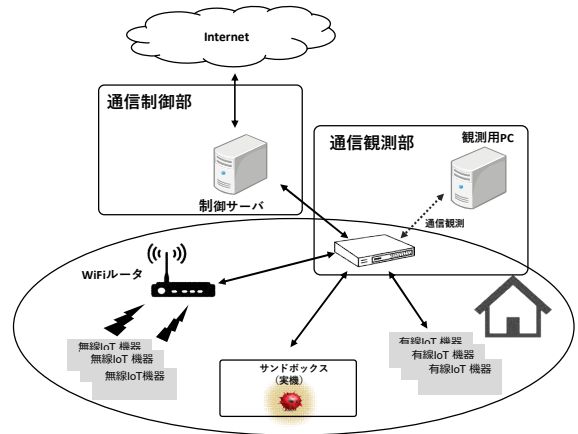 Internet
通信制御部
制御サーバ
通信観測部
観測用PC
通信観測
WiFiルータ
無線IoT 機器
無線IoT 機器
無線IoT機器
サンドボックス
(実機)
有線IoT 機器
有線IoT 機器
有線IoT 機器